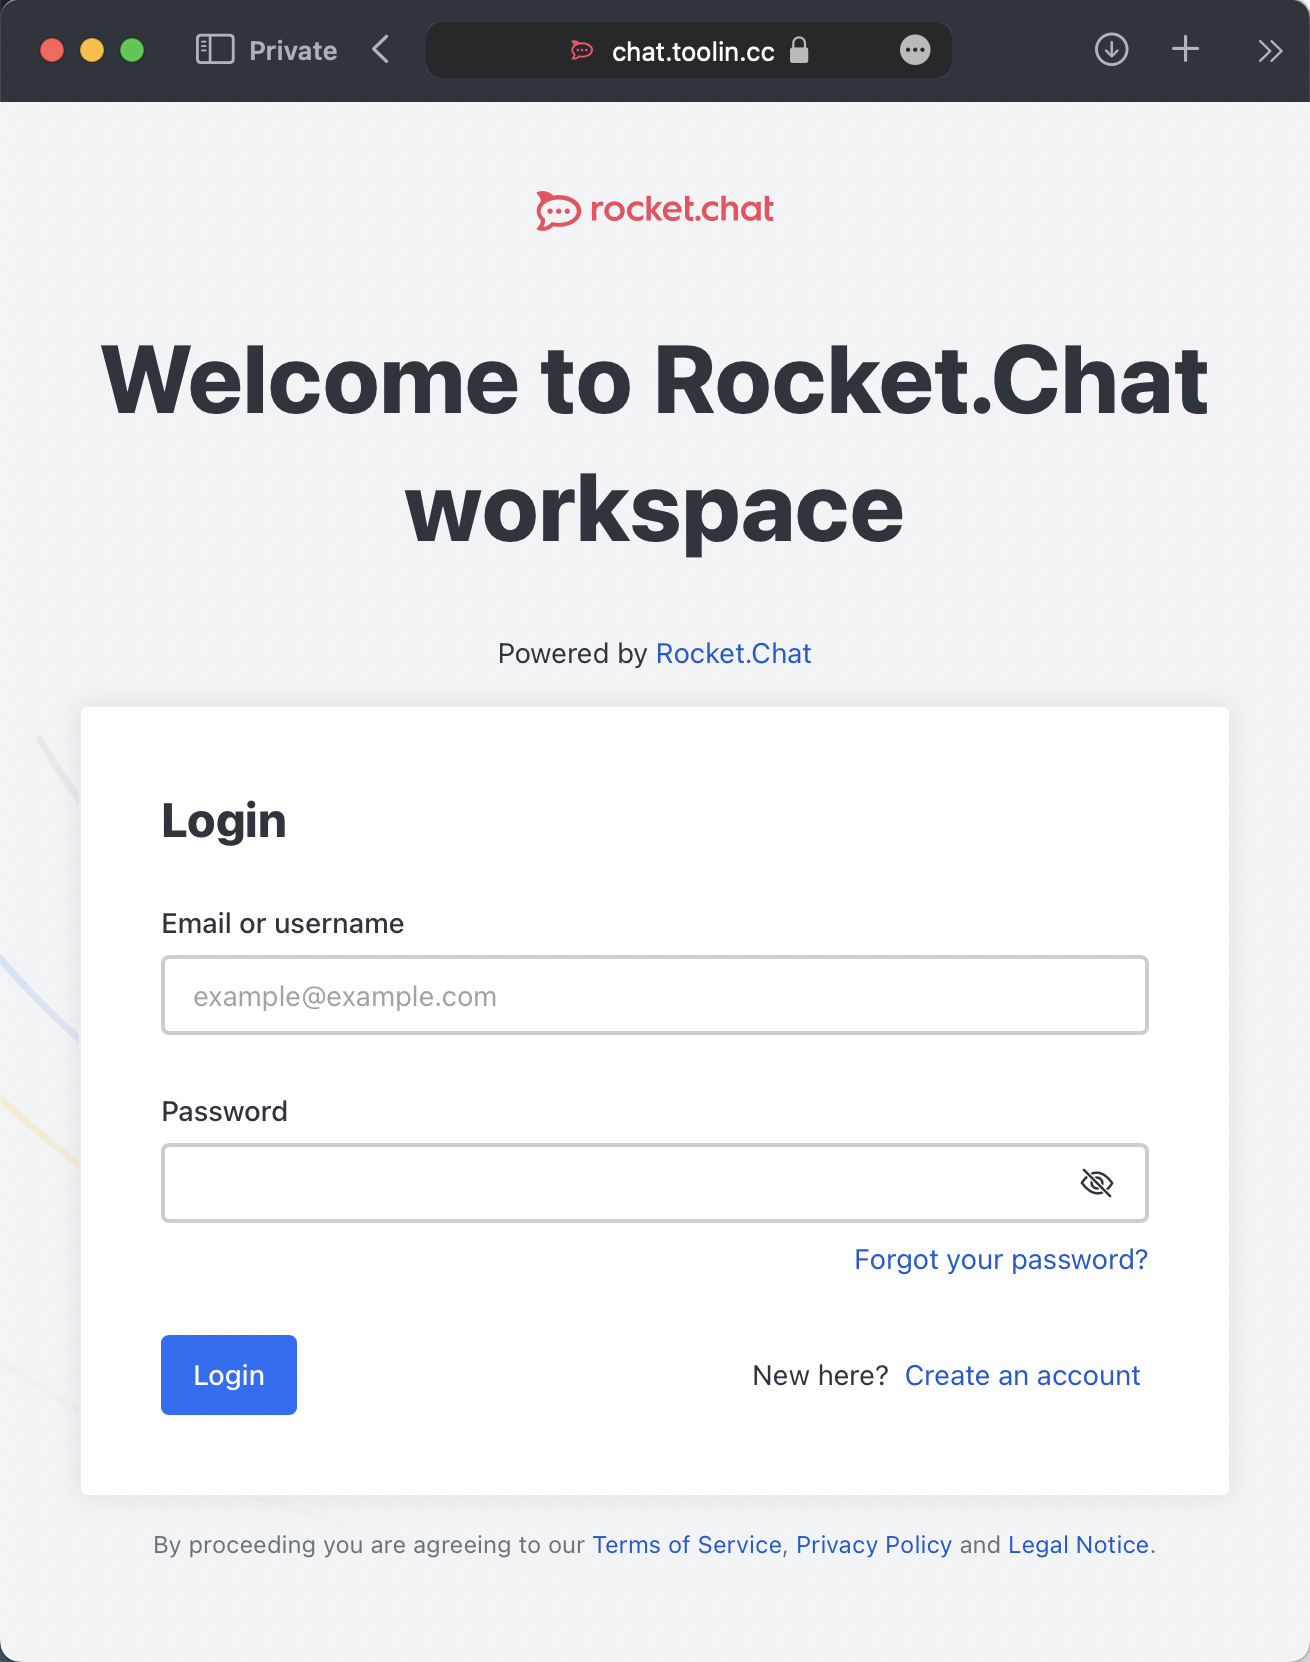 Private
chat.toolin.cc
rocket.chat
Welcome to Rocket.Chat
workspace
Powered by Rocket.Chat
Login
Email or username
example@example.com
Password
Forgot your password?
Login
New here? Create an account
By proceeding you are agreeing to our Terms of Service, Privacy Policy and Legal Notice.